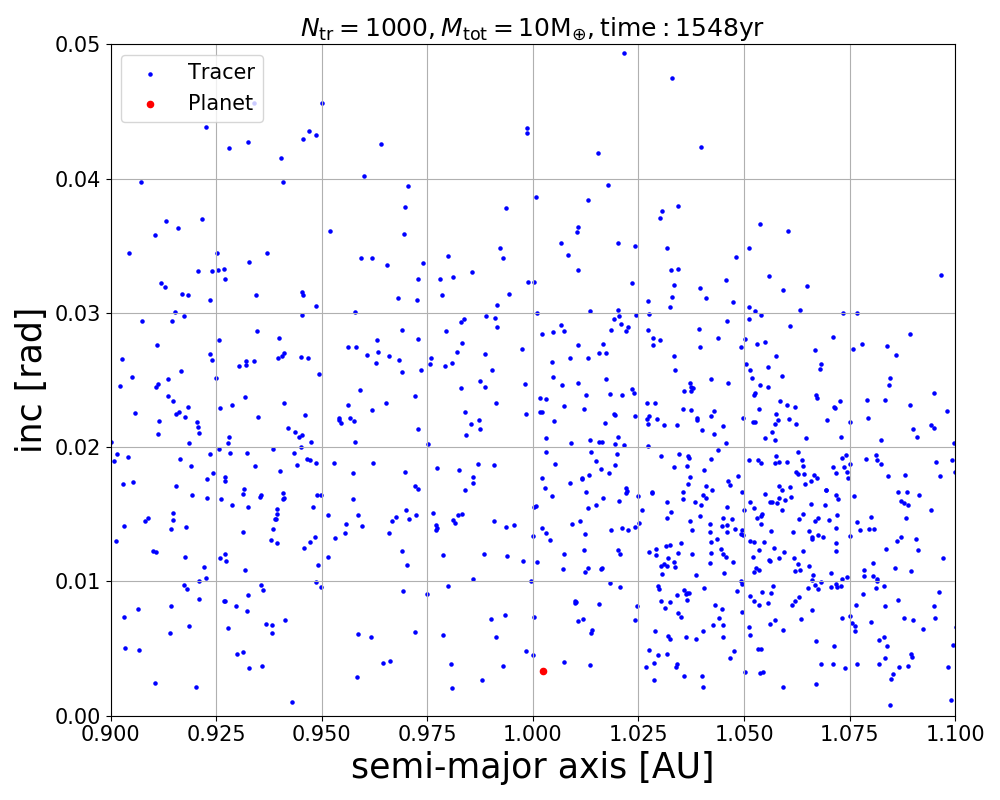 N_tr = 1000, M_tot = 10M_⊕, time : 1548yr
Tracer
Planet
0.05
0.04
0.03
0.02
0.01
0.00
inc [rad]
0.900 0.925 0.950 0.975 1.000 1.025 1.050 1.075 1.100
semi-major axis [AU]